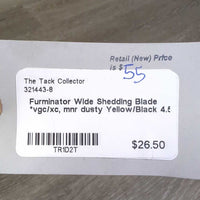 Retail (New) Price
is $55
The Tack Collector
321443-8
Furminator Wide Shedding Blade
*vgc/xc, mnr dusty Yellow/Black 4.5
TR1D2T
$26.50